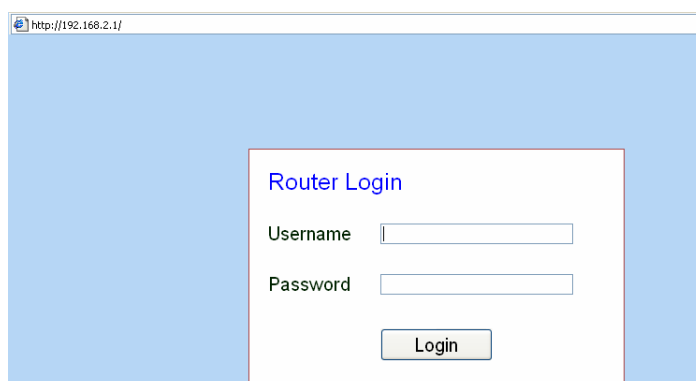 http://192.168.2.1/
Router Login
Username
Password
Login